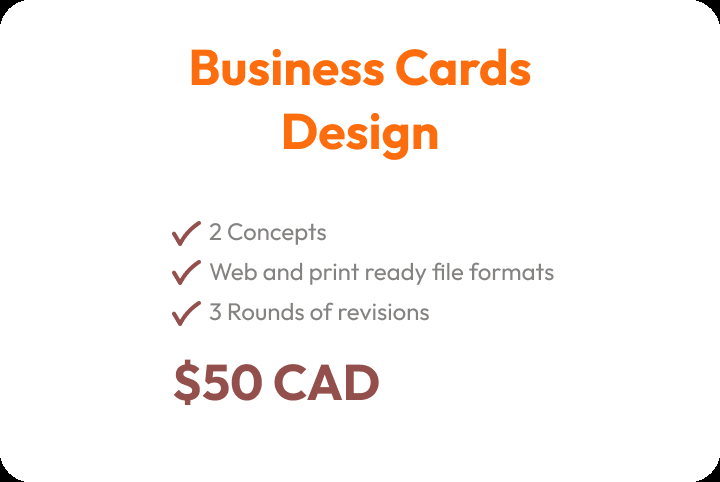 Business Cards
Design
2 Concepts
Web and print ready file formats
3 Rounds of revisions
$50 CAD